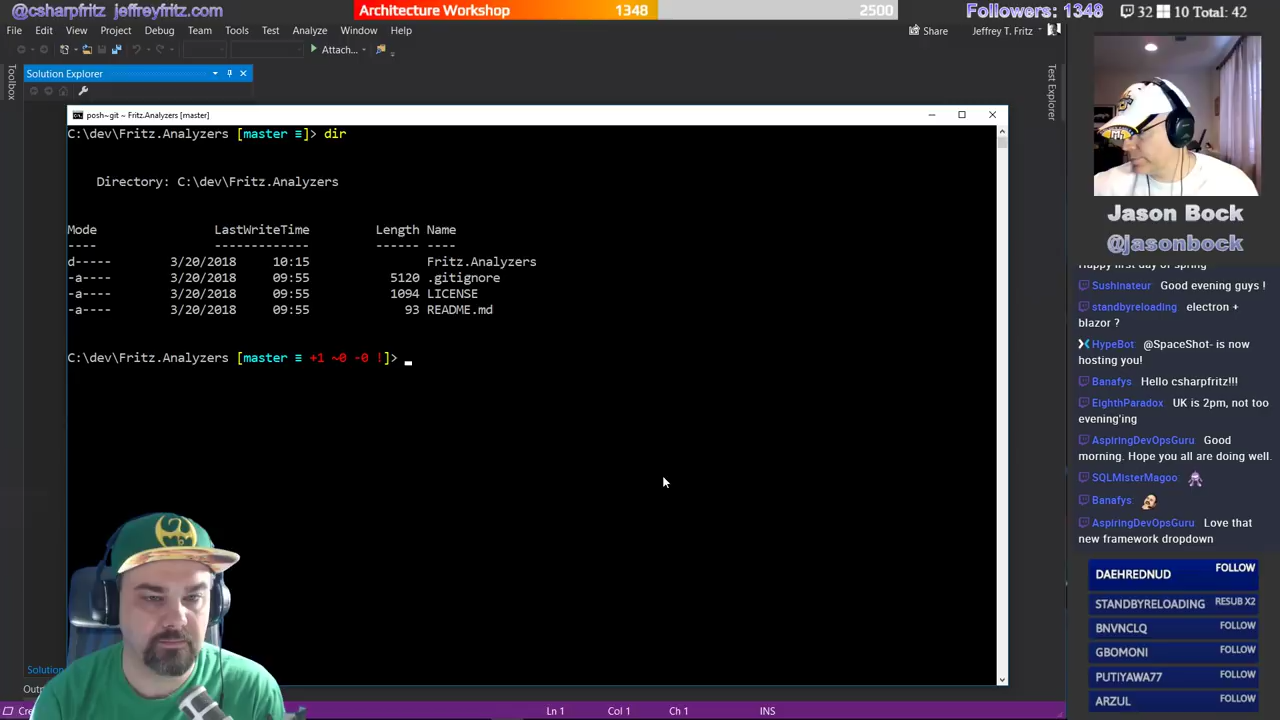 @csharpfritz jeffreyfritz.com
Architecture Workshop 1348 2500
Followers: 1348 32 10 Total: 42
File Edit View Project Debug Team Tools Test Analyze Window Help
Share Jeffrey T. Fritz
Attach...
Toolbox
Solution Explorer
Test Explorer
posh~git ~ Fritz.Analyzers [master]
C:\dev\Fritz.Analyzers [master ≡]> dir
Directory: C:\dev\Fritz.Analyzers
Mode LastWriteTime Length Name
---- ------------- ------ ----
d----- 3/20/2018 10:15 Fritz.Analyzers
-a---- 3/20/2018 09:55 5120 .gitignore
-a---- 3/20/2018 09:55 1094 LICENSE
-a---- 3/20/2018 09:55 93 README.md
C:\dev\Fritz.Analyzers [master ≡ +1 ~0 -0 !]> _
Solution
Outp
Cre
Ln 1 Col 1 Ch 1 INS
Jason Bock
@jasonbock
Happy first day of spring
Sushinateur: Good evening guys !
standbyreloading: electron +
blazor ?
HypeBot: @SpaceShot- is now
hosting you!
Banafys: Hello csharpfritz!!!
EighthParadox: UK is 2pm, not too
evening'ing
AspiringDevOpsGuru: Good
morning. Hope you all are doing well.
SQLMisterMagoo:
Banafys:
AspiringDevOpsGuru: Love that
new framework dropdown
DAEHREDNUD FOLLOW
STANDBYRELOADING RESUB X2
BNVNCLQ FOLLOW
GBOMONI FOLLOW
PUTIYAWA77 FOLLOW
ARZUL FOLLOW